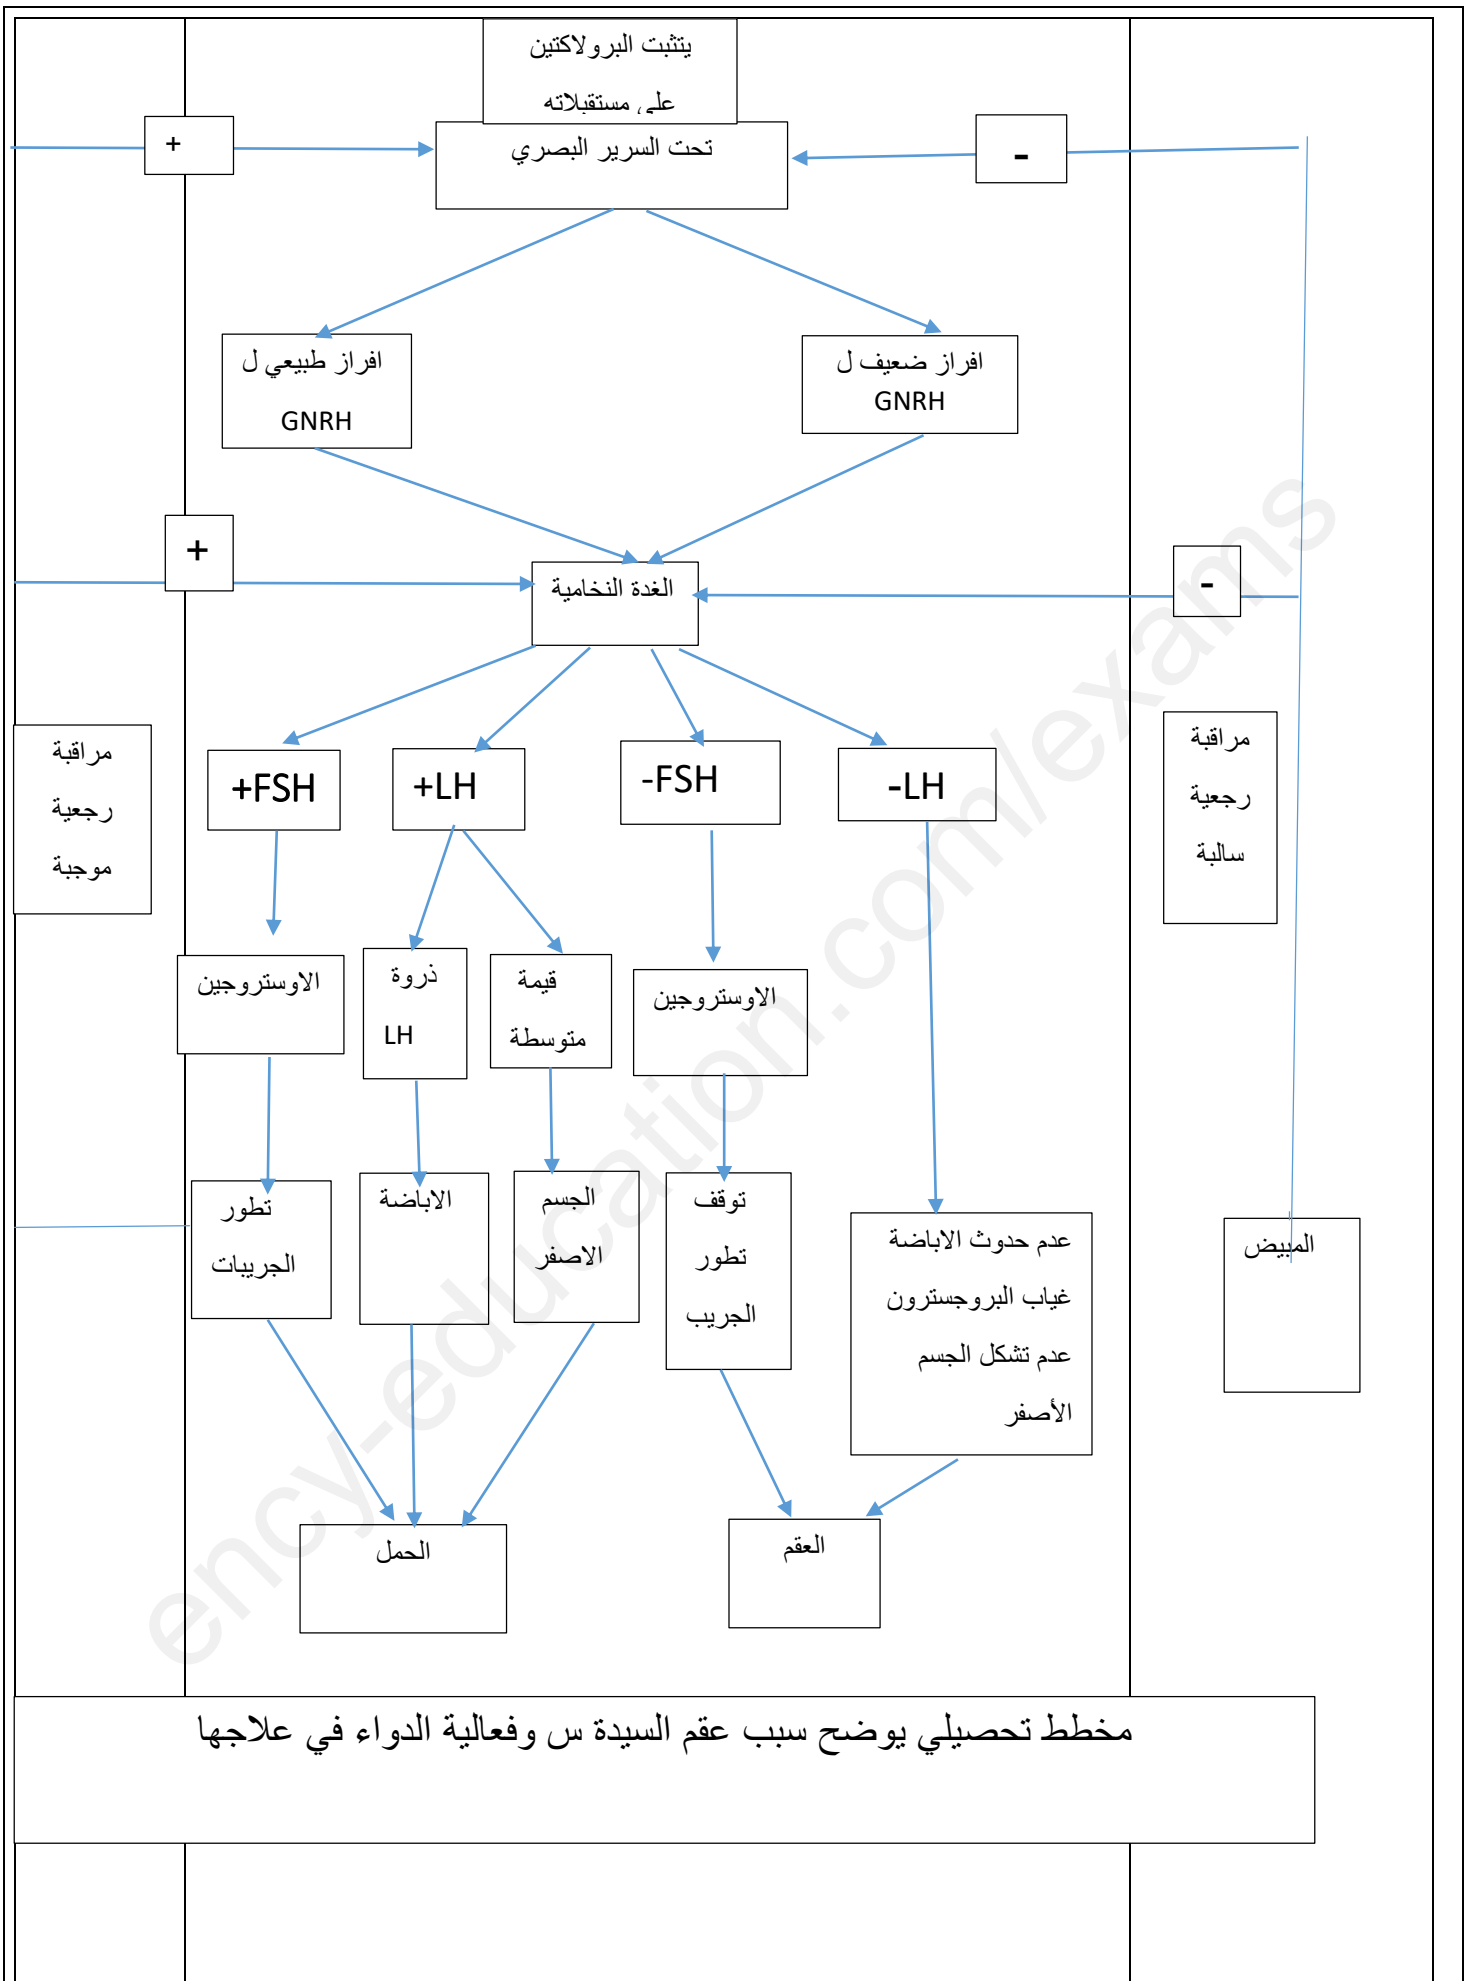 يتثبت البرولاكتين
على مستقبلاته
تحت السرير البصري
+
-
افراز طبيعي ل
GNRH
افراز ضعيف ل
GNRH
+
-
الغدة النخامية
مراقبة
رجعية
موجبة
مراقبة
رجعية
سالبة
+FSH
+LH
-FSH
-LH
الاوستروجين
ذروة
LH
قيمة
متوسطة
الاوستروجين
تطور
الجريبات
الاباضة
الجسم
الاصفر
توقف
تطور
الجريب
عدم حدوث الاباضة
غياب البروجسترون
عدم تشكل الجسم
الأصفر
المبيض
الحمل
العقم
مخطط تحصيلي يوضح سبب عقم السيدة س وفعالية الدواء في علاجها
ency-education.com/exams